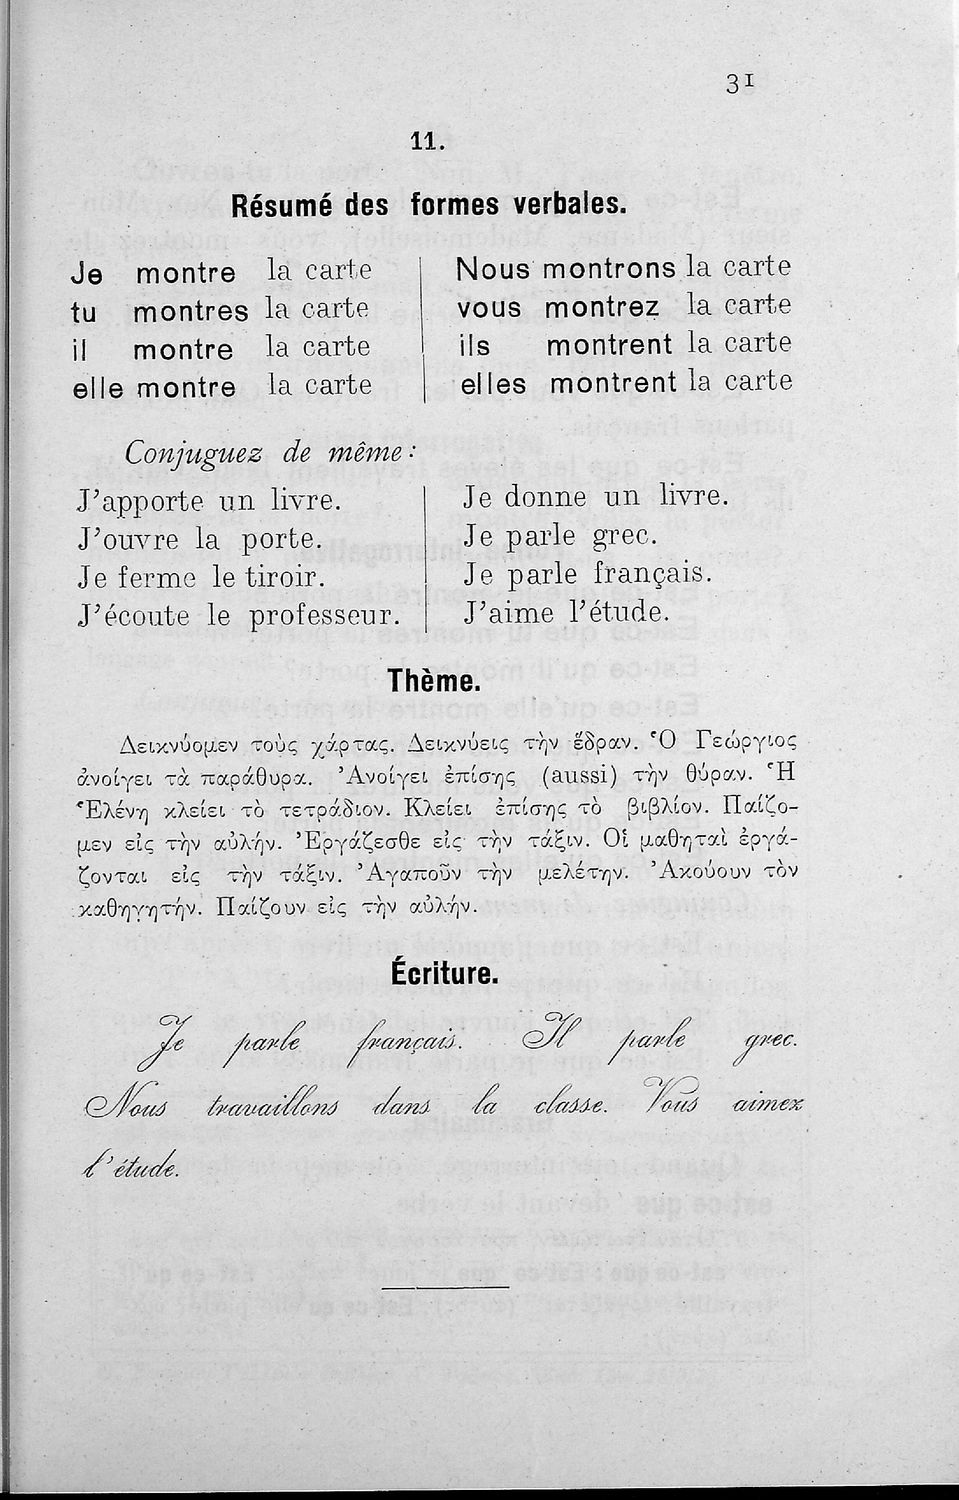 31
11.
Résumé des formes verbales.
Je montre la carte
tu montres la carte
il montre la carte
elle montre la carte
Nous montrons la carte
vous montrez la carte
ils montrent la carte
elles montrent la carte
Conjuguez de même :
J'apporte un livre.
J'ouvre la porte.
Je ferme le tiroir.
J'écoute le professeur.
Je donne un livre.
Je parle grec.
Je parle français.
J'aime l'étude.
Thème.
Δεικνύομεν τοὺς χάρτας. Δεικνύεις τὴν ἕδραν. Ὁ Γεώργιος
ἀνοίγει τὰ παράθυρα. Ἀνοίγει ἐπίσης (aussi) τὴν θύραν. Ἡ
Ἑλένη κλείει τὸ τετράδιον. Κλείει ἐπίσης τὸ βιβλίον. Παίζο-
μεν εἰς τὴν αὐλήν. Ἐργάζεσθε εἰς τὴν τάξιν. Οἱ μαθηταὶ ἐργά-
ζονται εἰς τὴν τάξιν. Ἀγαποῦν τὴν μελέτην. Ἀκούουν τὸν
καθηγητήν. Παίζουν εἰς τὴν αὐλήν.
Écriture.
Je parle français. Il parle grec.
Nous travaillons dans la classe. Vous aimez
l'étude.